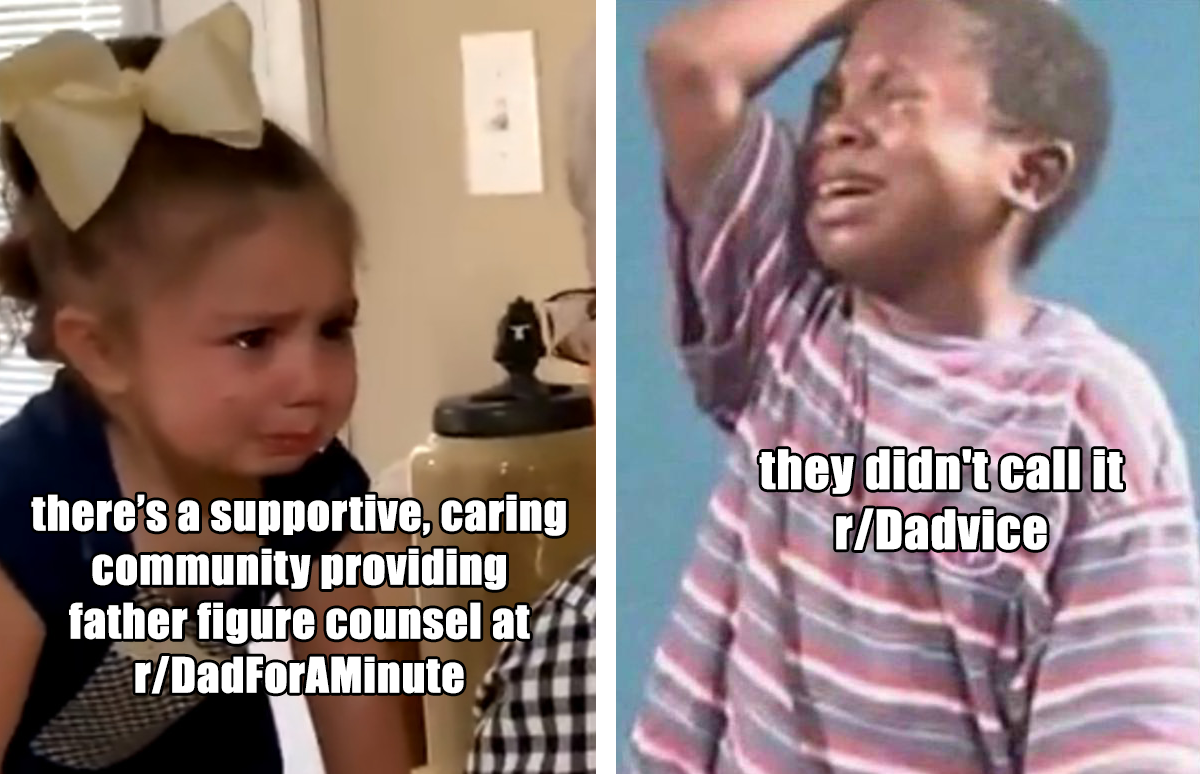 there’s a supportive, caring
community providing
father figure counsel at
r/DadForAMinute
they didn't call it
r/Dadvice